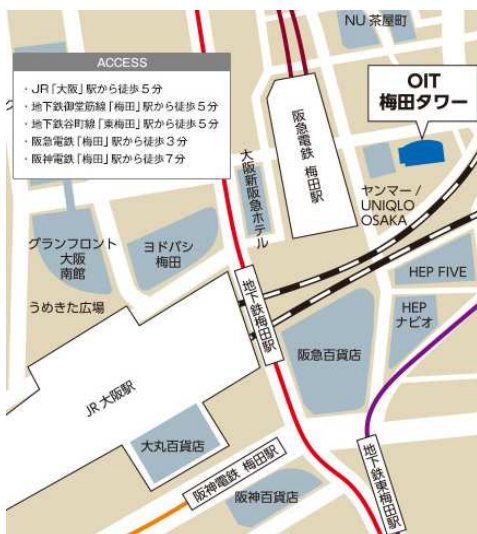 NU 茶屋町
ACCESS
・JR「大阪」駅から徒歩5分
・地下鉄御堂筋線「梅田」駅から徒歩5分
・地下鉄谷町線「東梅田」駅から徒歩5分
・阪急電鉄「梅田」駅から徒歩3分
・阪神電鉄「梅田」駅から徒歩7分
OIT
梅田タワー
阪急電鉄 梅田駅
大阪新阪急ホテル
ヤンマー /
UNIQLO
OSAKA
グランフロント
大阪
南館
ヨドバシ
梅田
うめきた広場
地下鉄梅田駅
HEP FIVE
HEP
ナビオ
阪急百貨店
JR 大阪駅
大丸百貨店
阪神電鉄 梅田駅
阪神百貨店
地下鉄東梅田駅